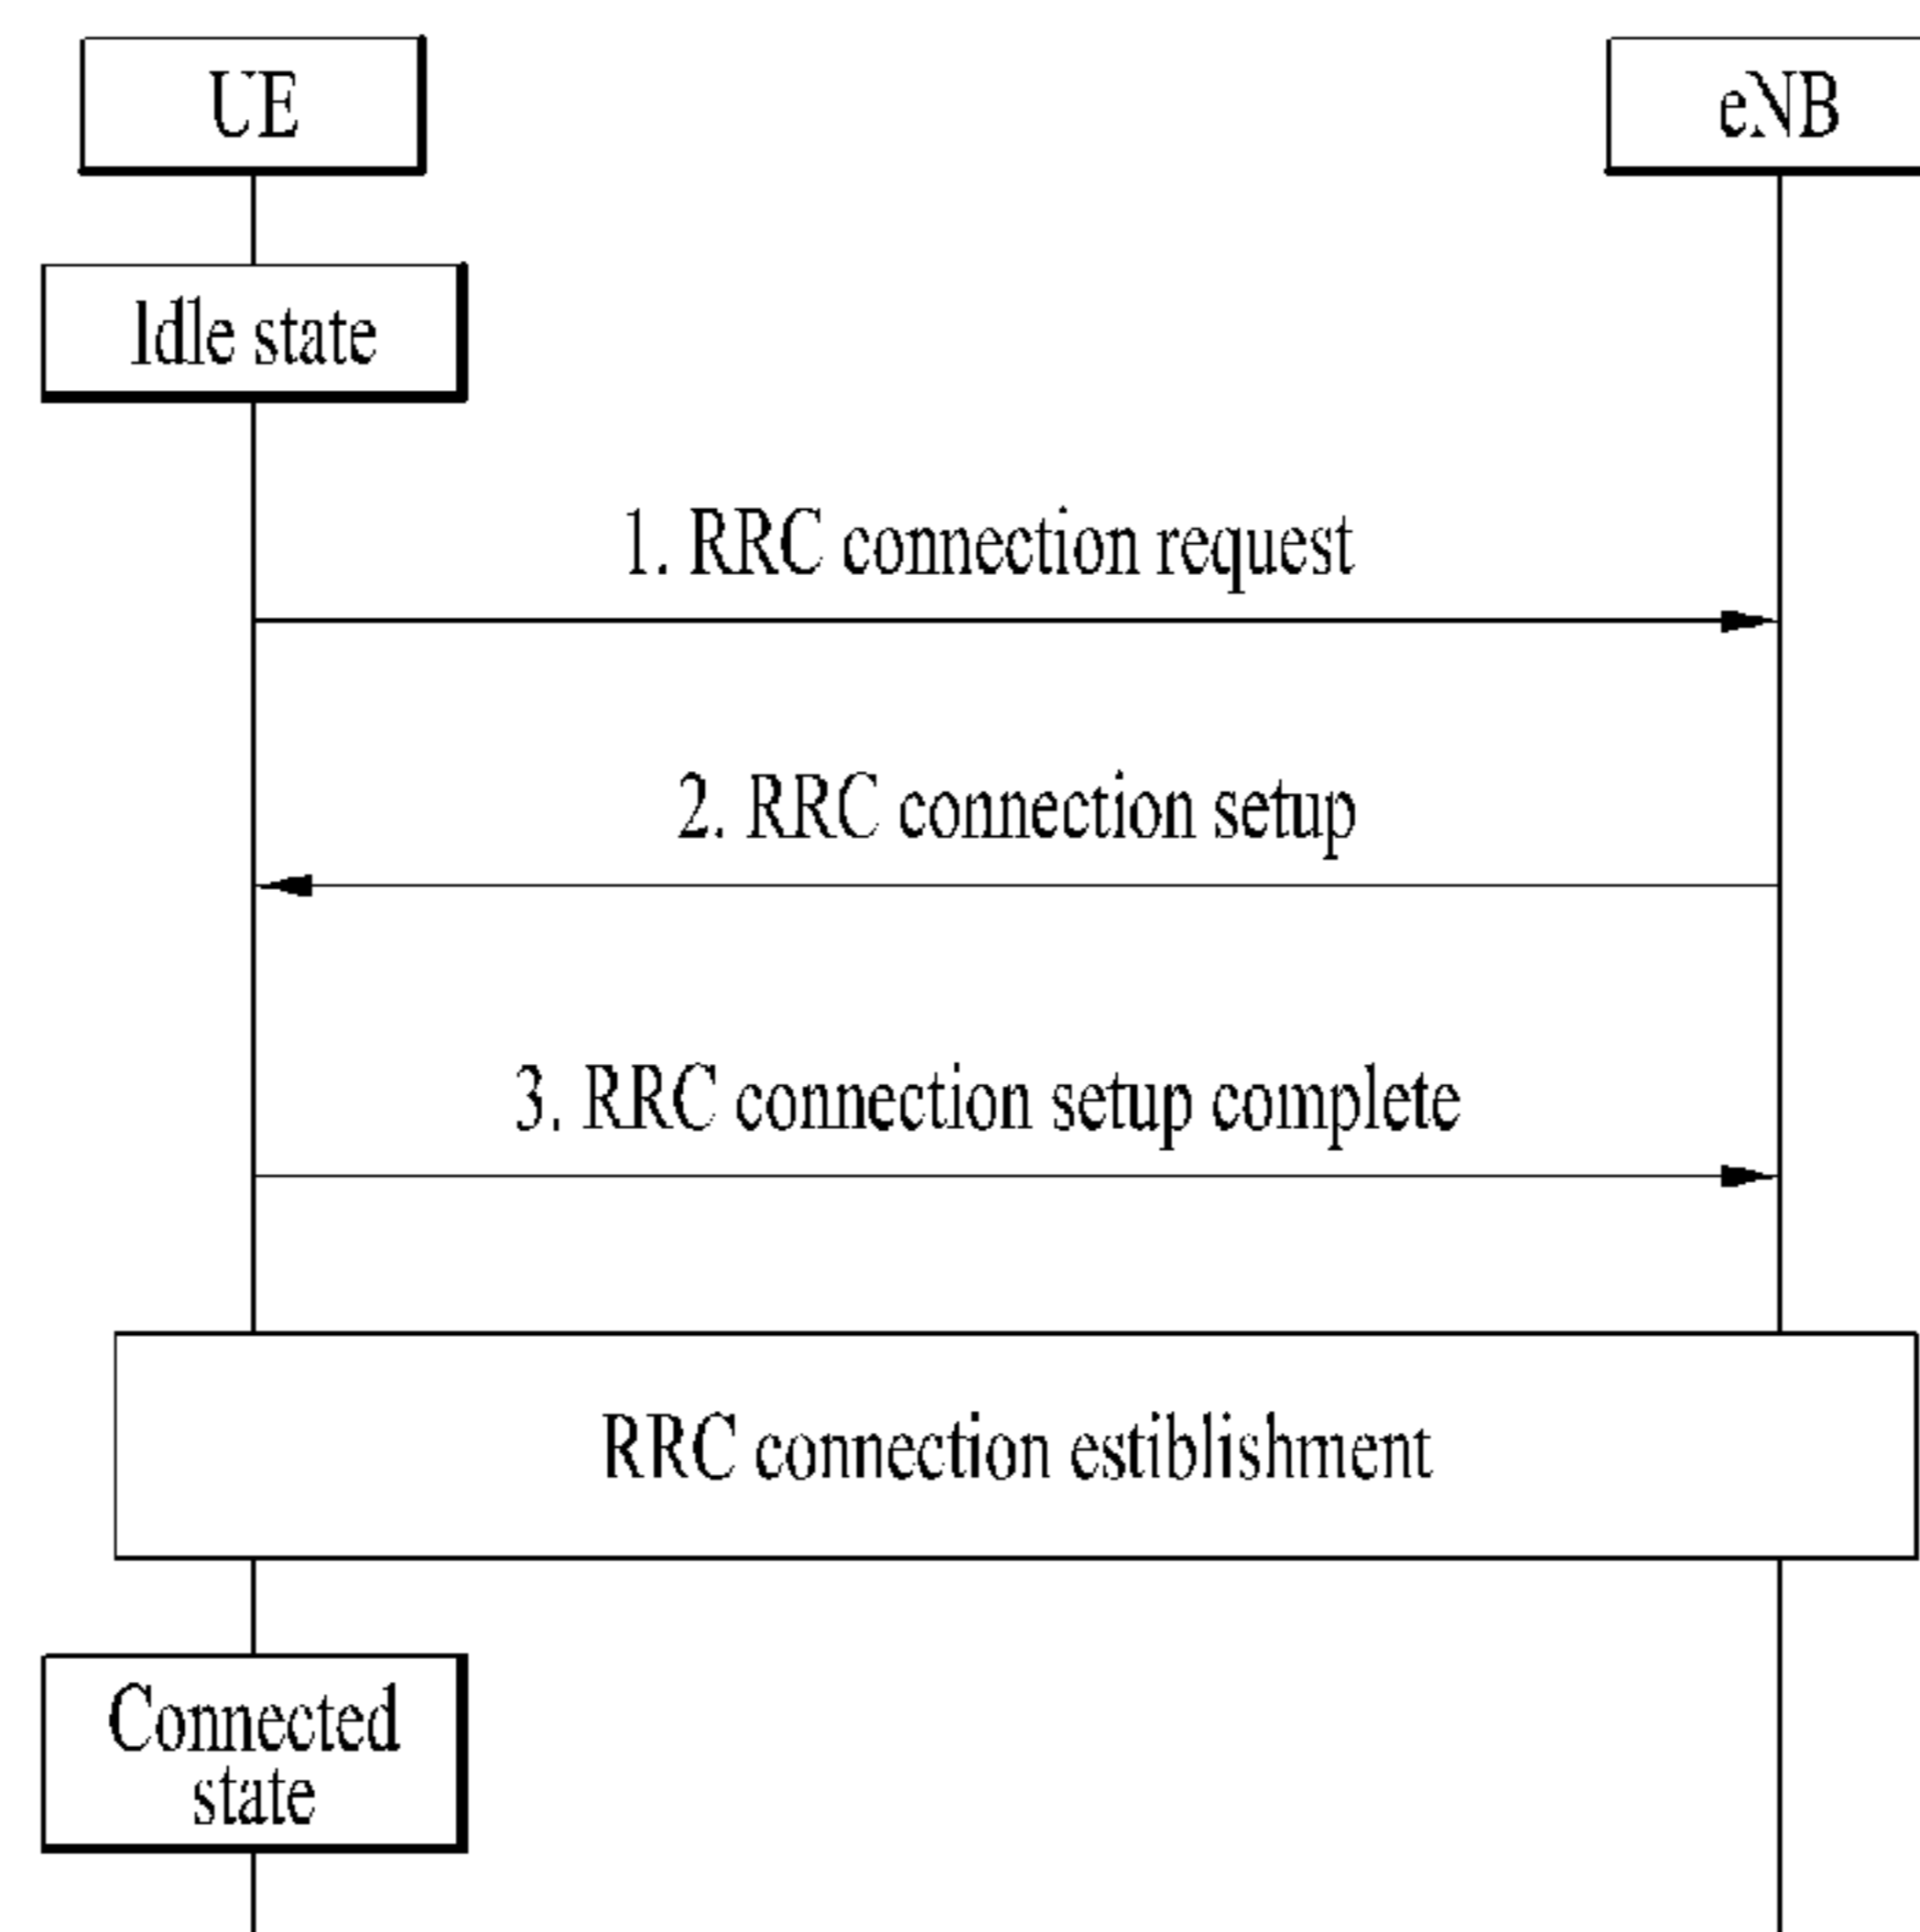 UE
eNB
Idle state
1. RRC connection request
2. RRC connection setup
3. RRC connection setup complete
RRC connection estiblishment
Connected
state